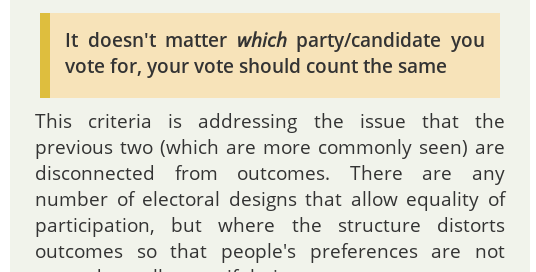 It doesn't matter which party/candidate you
vote for, your vote should count the same
This criteria is addressing the issue that the
previous two (which are more commonly seen) are
disconnected from outcomes. There are any
number of electoral designs that allow equality of
participation, but where the structure distorts
outcomes so that people's preferences are not